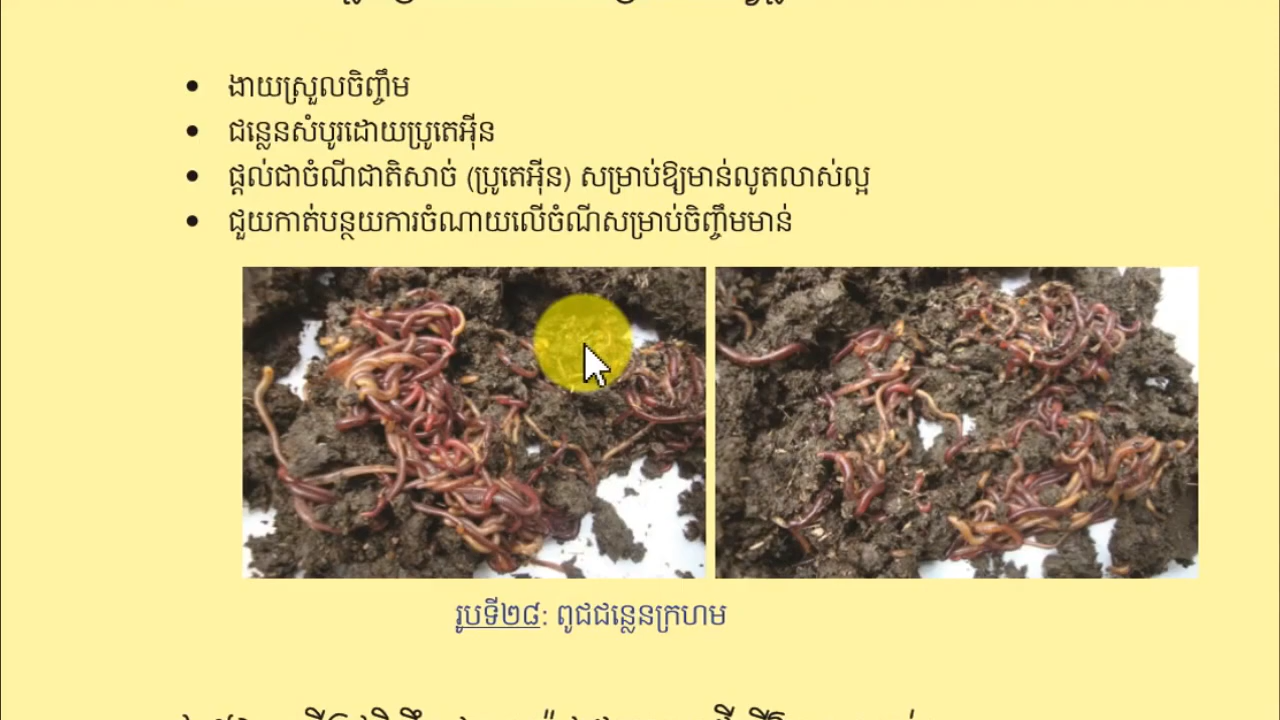 ងាយស្រួលចិញ្ចឹម
ជន្លេនសំបូរដោយប្រូតេអ៊ីន
ផ្តល់ជាចំណីជាតិសាច់ (ប្រូតេអ៊ីន) សម្រាប់ឱ្យមាន់លូតលាស់ល្អ
ជួយកាត់បន្ថយការចំណាយលើចំណីសម្រាប់ចិញ្ចឹមមាន់
រូបទី២៨: ពូជជន្លេនក្រហម